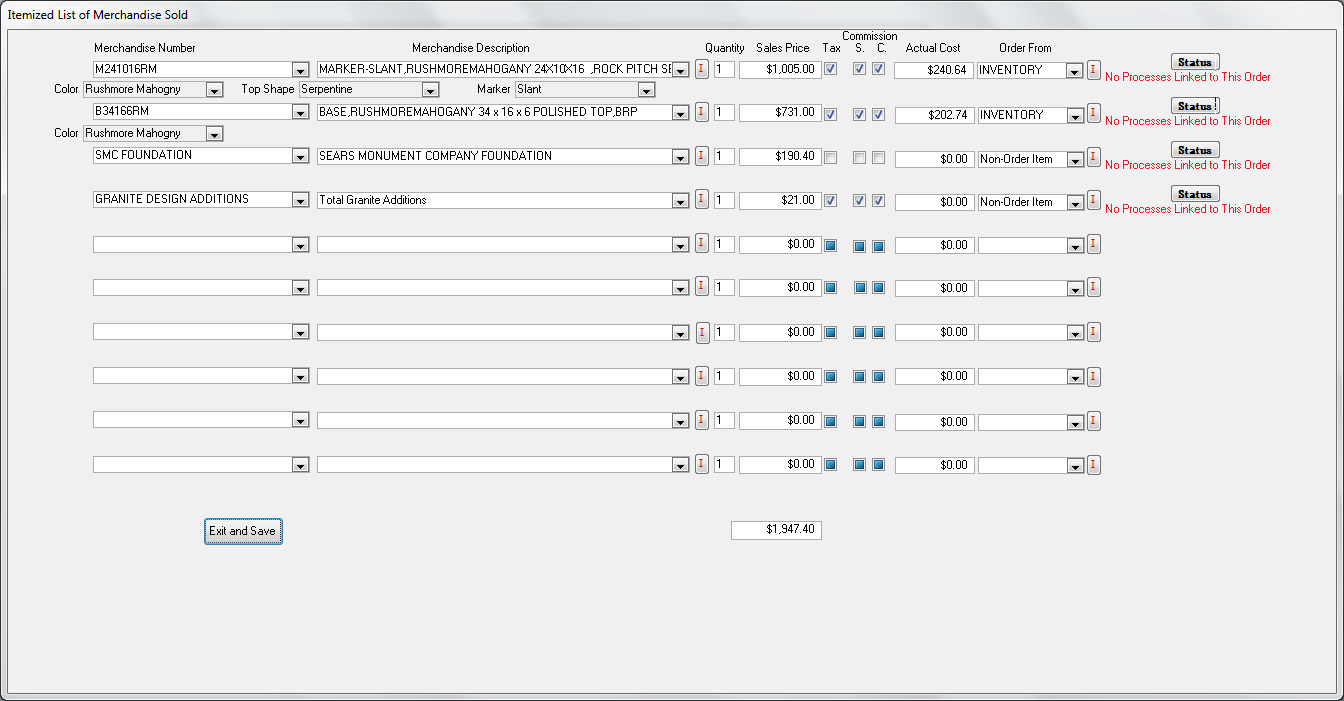 Itemized List of Merchandise Sold
Commission
Merchandise Number Merchandise Description Quantity Sales Price Tax S. C. Actual Cost Order From
M241016RM MARKER-SLANT,RUSHMOREMAHOGANY 24X10X16 ,ROCK PITCH SE I 1 $1,005.00 $240.64 INVENTORY I Status
No Processes Linked to This Order
Color Rushmore Mahogny Top Shape Serpentine Marker Slant
B34166RM BASE,RUSHMOREMAHOGANY 34 x 16 x 6 POLISHED TOP,BRP I 1 $731.00 $202.74 INVENTORY I Status
No Processes Linked to This Order
Color Rushmore Mahogny
SMC FOUNDATION SEARS MONUMENT COMPANY FOUNDATION I 1 $190.40 $0.00 Non-Order Item I Status
No Processes Linked to This Order
GRANITE DESIGN ADDITIONS Total Granite Additions I 1 $21.00 $0.00 Non-Order Item I Status
No Processes Linked to This Order
I 1 $0.00 $0.00 I
I 1 $0.00 $0.00 I
I 1 $0.00 $0.00 I
I 1 $0.00 $0.00 I
I 1 $0.00 $0.00 I
I 1 $0.00 $0.00 I
Exit and Save $1,947.40